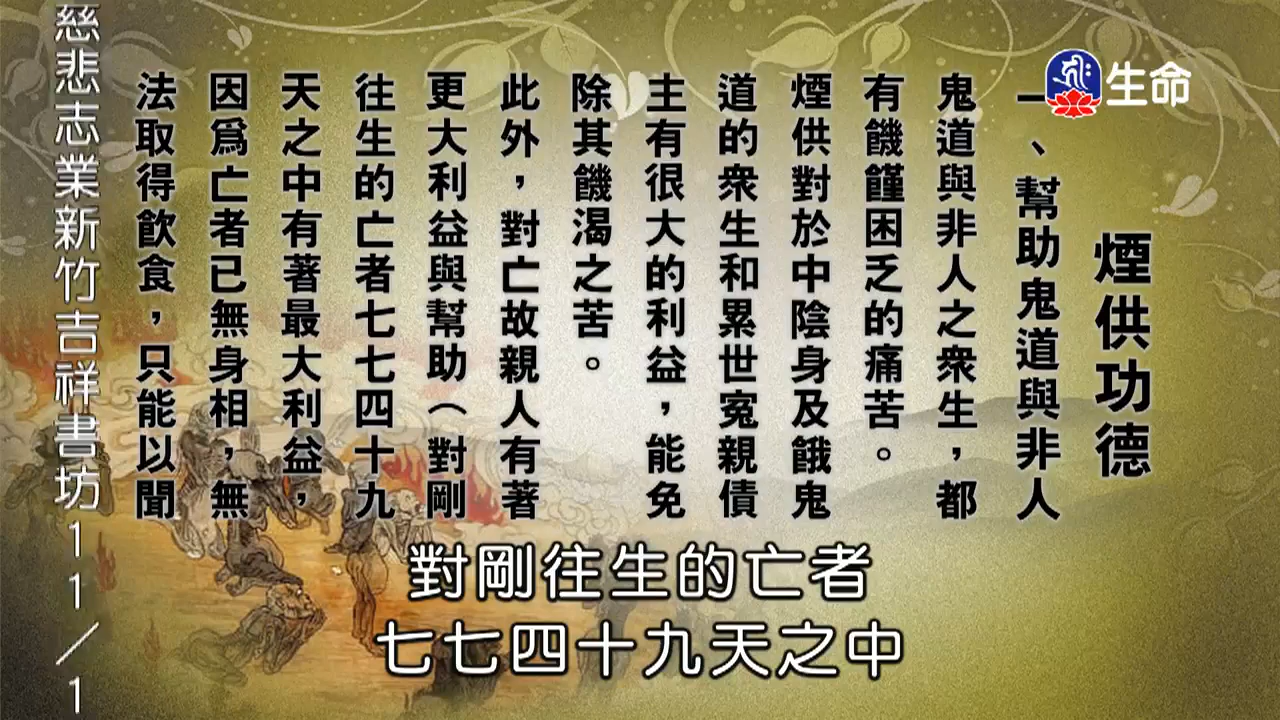 生命
煙供功德
一、幫助鬼道與非人
鬼道與非人之衆生，都
有饑饉困乏的痛苦。
煙供對於中陰身及餓鬼
道的衆生和累世寃親債
主有很大的利益，能免
除其饑渴之苦。
此外，對亡故親人有著
更大利益與幫助（對剛
往生的亡者七七四十九
天之中有著最大利益，
因爲亡者已無身相，無
法取得飲食，只能以聞
慈悲志業新竹吉祥書坊11／1
對剛往生的亡者
七七四十九天之中